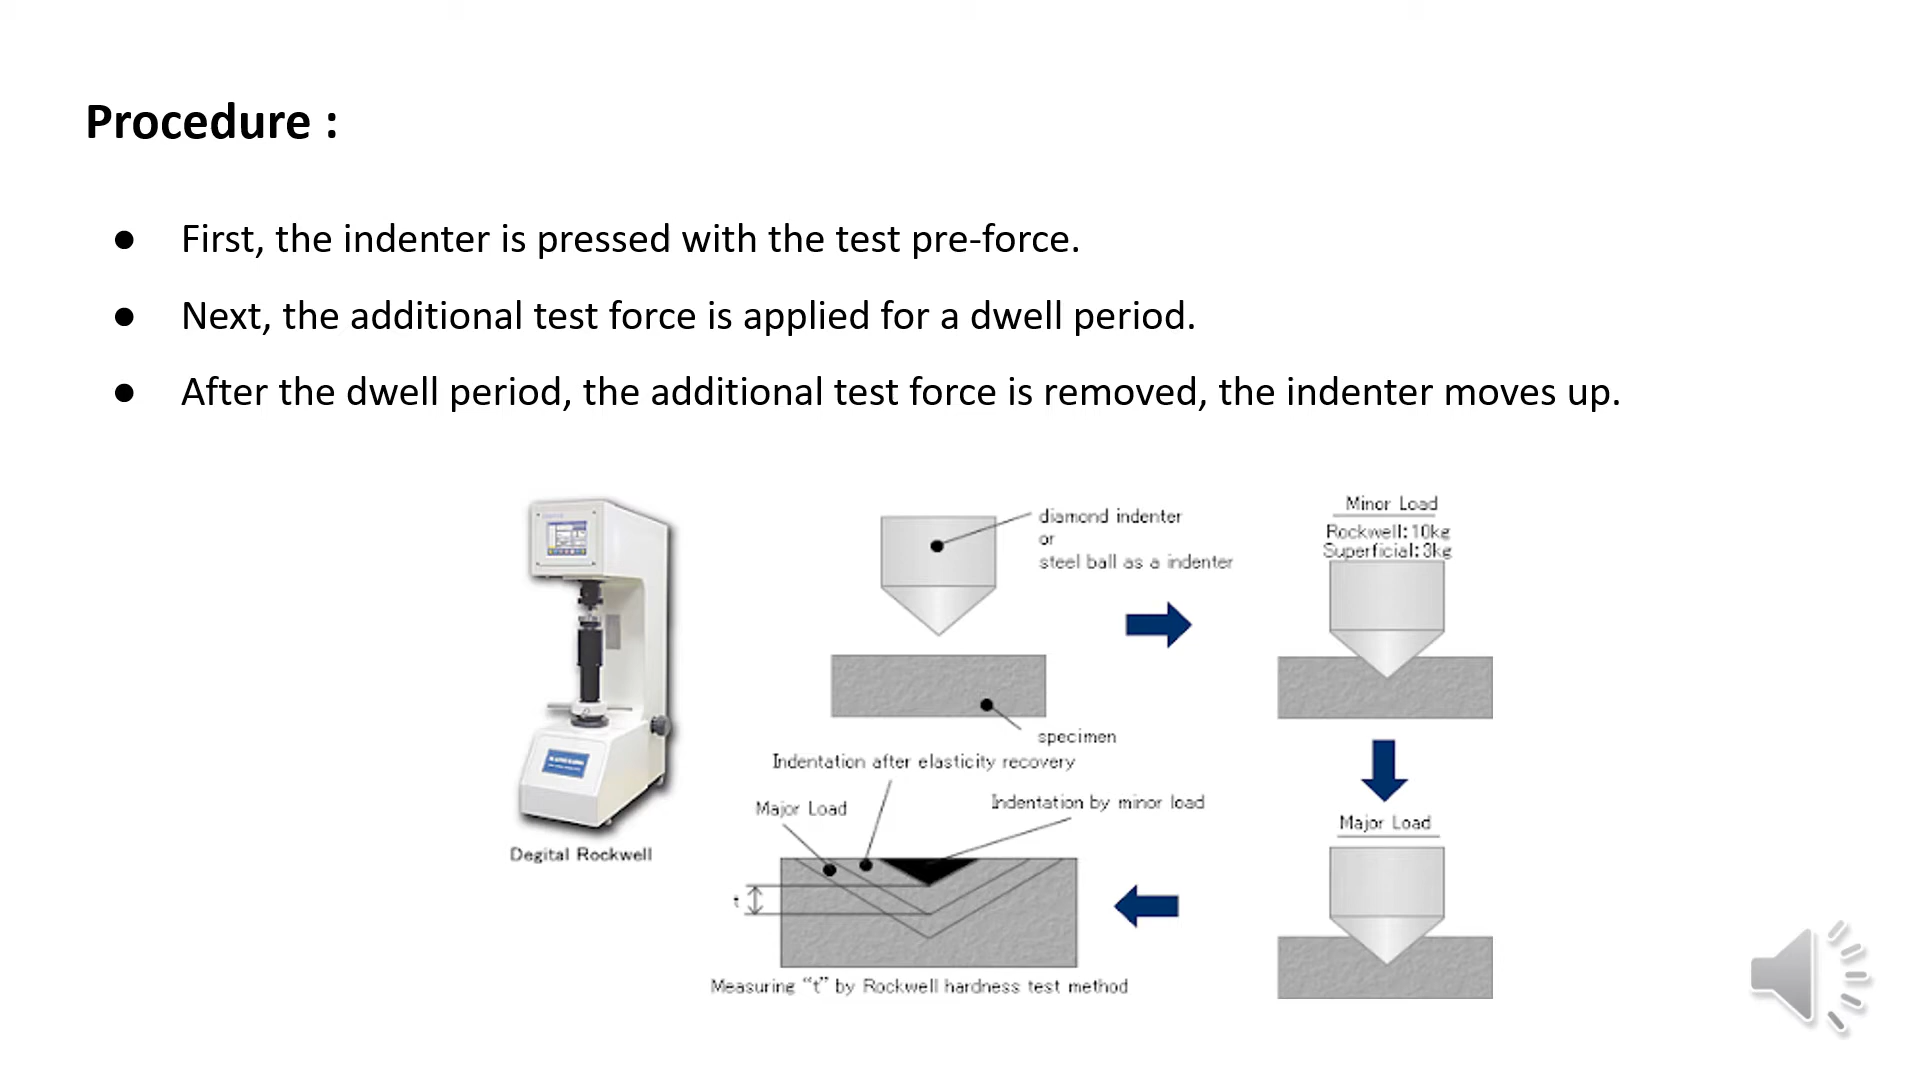 Procedure :
● First, the indenter is pressed with the test pre-force.
● Next, the additional test force is applied for a dwell period.
● After the dwell period, the additional test force is removed, the indenter moves up.
diamond indenter
or
steel ball as a indenter
specimen
Minor Load
Rockwell:10kg
Superficial:3kg
Major Load
Indentation after elasticity recovery
Major Load
Indentation by minor load
t
Measuring “t” by Rockwell hardness test method
Degital Rockwell